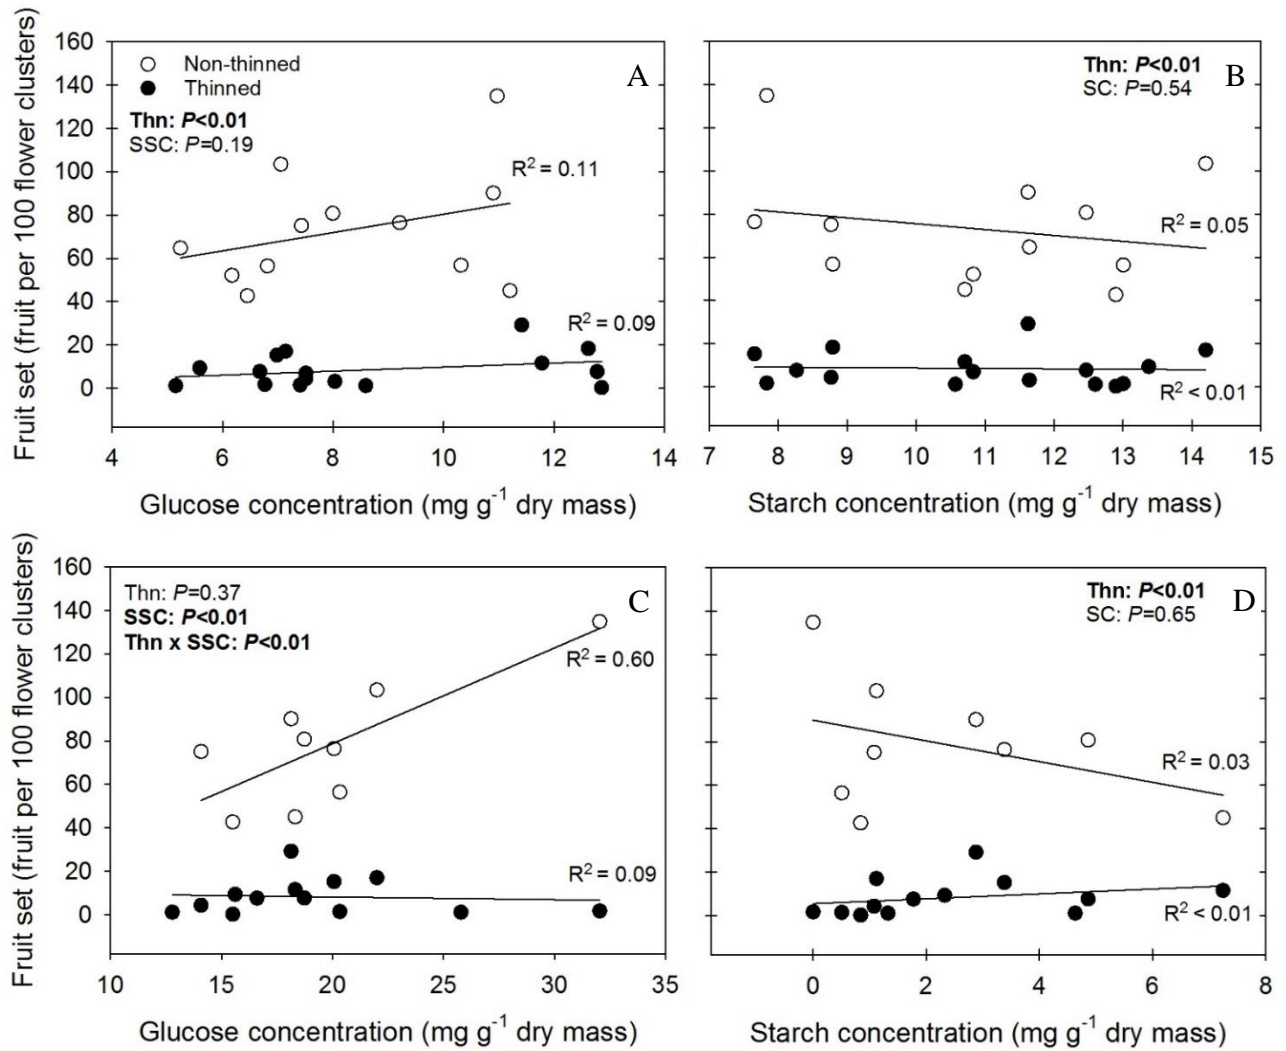 Fruit set (fruit per 100 flower clusters)
160
140
120
100
80
60
40
20
0
Non-thinned
Thinned
Thn: P<0.01
SSC: P=0.19
A
R² = 0.11
R² = 0.09
4 6 8 10 12 14
Glucose concentration (mg g⁻¹ dry mass)
Thn: P<0.01
SC: P=0.54
B
R² = 0.05
R² < 0.01
7 8 9 10 11 12 13 14 15
Starch concentration (mg g⁻¹ dry mass)
Fruit set (fruit per 100 flower clusters)
160
140
120
100
80
60
40
20
0
Thn: P=0.37
SSC: P<0.01
Thn x SSC: P<0.01
C
R² = 0.60
R² = 0.09
10 15 20 25 30 35
Glucose concentration (mg g⁻¹ dry mass)
Thn: P<0.01
SC: P=0.65
D
R² = 0.03
R² < 0.01
0 2 4 6 8
Starch concentration (mg g⁻¹ dry mass)